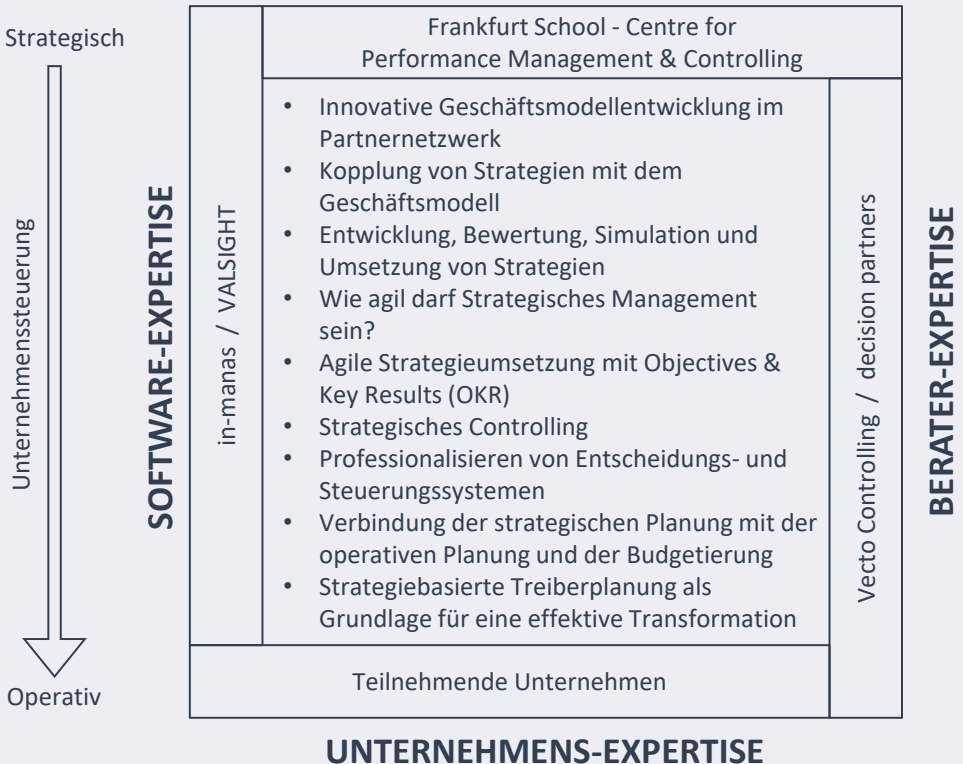 Strategisch
Unternehmenssteuerung
Operativ
SOFTWARE-EXPERTISE
in-manas / VALSIGHT
Frankfurt School - Centre for
Performance Management & Controlling
• Innovative Geschäftsmodellentwicklung im
Partnernetzwerk
• Kopplung von Strategien mit dem
Geschäftsmodell
• Entwicklung, Bewertung, Simulation und
Umsetzung von Strategien
• Wie agil darf Strategisches Management
sein?
• Agile Strategieumsetzung mit Objectives &
Key Results (OKR)
• Strategisches Controlling
• Professionalisieren von Entscheidungs- und
Steuerungssystemen
• Verbindung der strategischen Planung mit der
operativen Planung und der Budgetierung
• Strategiebasierte Treiberplanung als
Grundlage für eine effektive Transformation
Vecto Controlling / decision partners
BERATER-EXPERTISE
Teilnehmende Unternehmen
UNTERNEHMENS-EXPERTISE